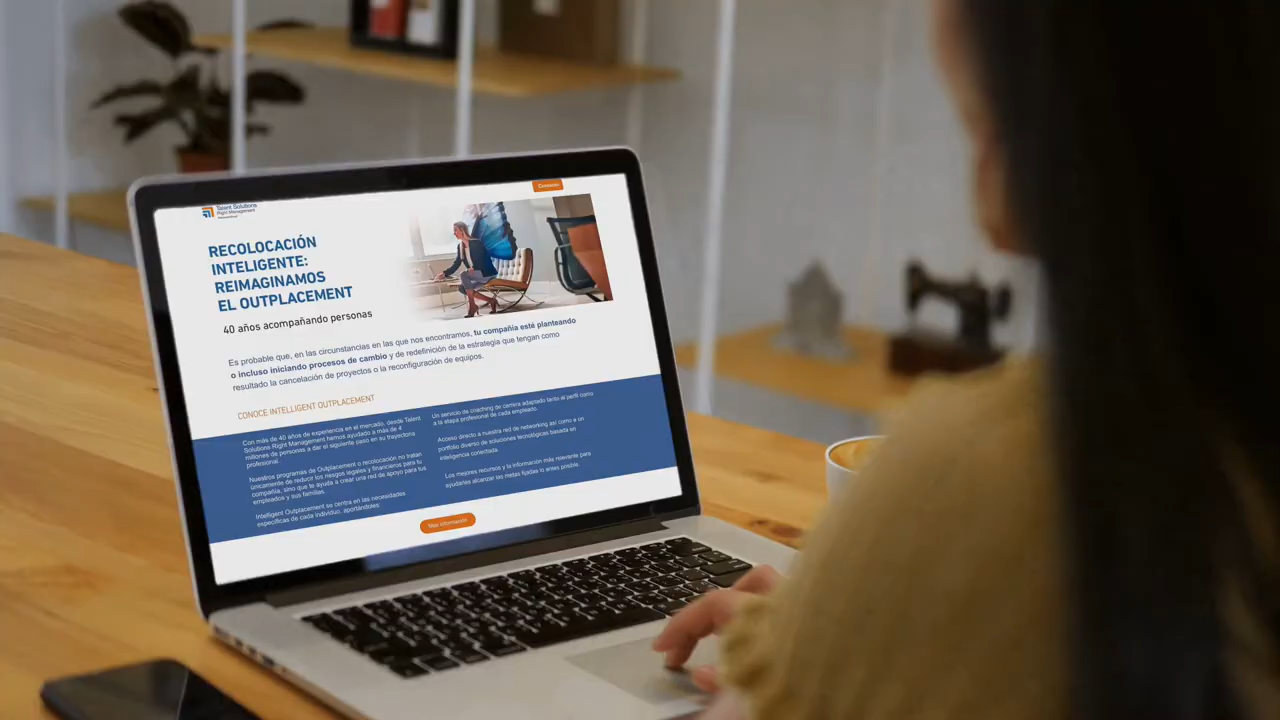 Contacto
Talent Solutions
Right Management
RECOLOCACIÓN
INTELIGENTE:
REIMAGINAMOS
EL OUTPLACEMENT
40 años acompañando personas
Es probable que, en las circunstancias en las que nos encontramos, tu compañía esté planteando
o incluso iniciando procesos de cambio y de redefinición de la estrategia que tengan como
resultado la cancelación de proyectos o la reconfiguración de equipos.
CONOCE INTELLIGENT OUTPLACEMENT
Con más de 40 años de experiencia en el mercado, desde Talent
Solutions Right Management hemos ayudado a más de 4
millones de personas a dar el siguiente paso en su trayectoria
profesional.
Nuestros programas de Outplacement o recolocación no tratan
únicamente de reducir los riesgos legales y financieros para tu
compañía, sino que te ayuda a crear una red de apoyo para tus
empleados y sus familias.
Intelligent Outplacement se centra en las necesidades
específicas de cada individuo, aportándoles:
Un servicio de coaching de carrera adaptado tanto al perfil como
a la etapa profesional de cada empleado.
Acceso directo a nuestra red de networking así como a un
portfolio diverso de soluciones tecnológicas basada en
inteligencia conectada.
Los mejores recursos y la información más relevante para
ayudarles alcanzar las metas fijadas lo antes posible.
Más información